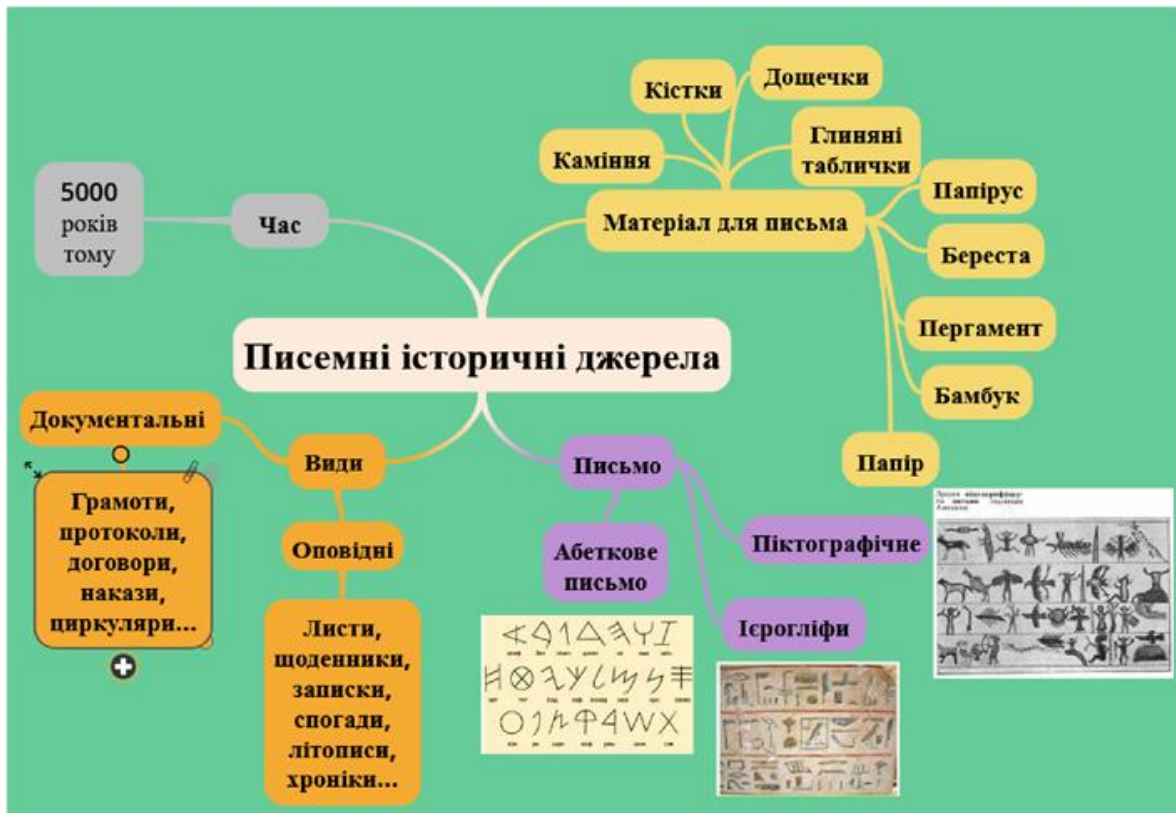 Кістки
Дощечки
Каміння
Глиняні
таблички
Матеріал для письма
Папірус
Береста
Пергамент
Бамбук
Папір
5000
років
тому
Час
Писемні історичні джерела
Документальні
Грамоти,
протоколи,
договори,
накази,
циркуляри...
Види
Оповідні
Листи,
щоденники,
записки,
спогади,
літописи,
хроніки...
Письмо
Абеткове
письмо
Піктографічне
Ієрогліфи